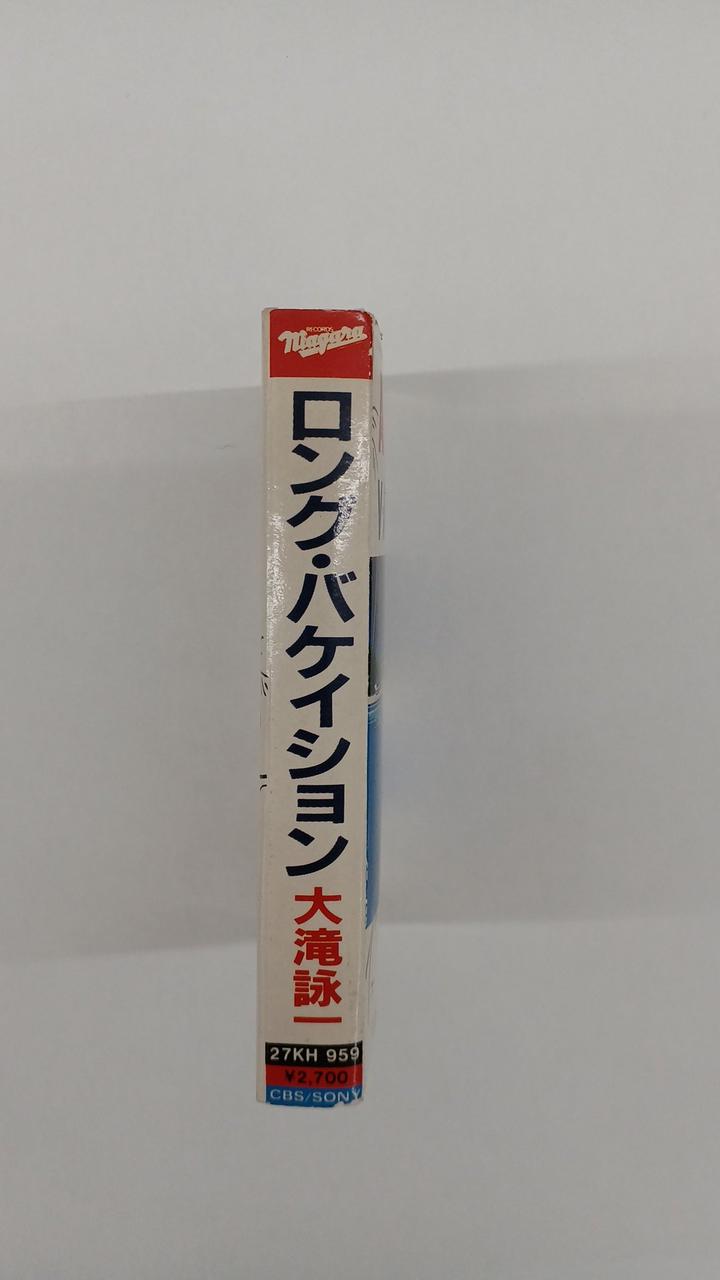 RECORDS
Niagara
ロング・バケイション
大滝詠一
27KH 959
¥2,700
CBS/SONY